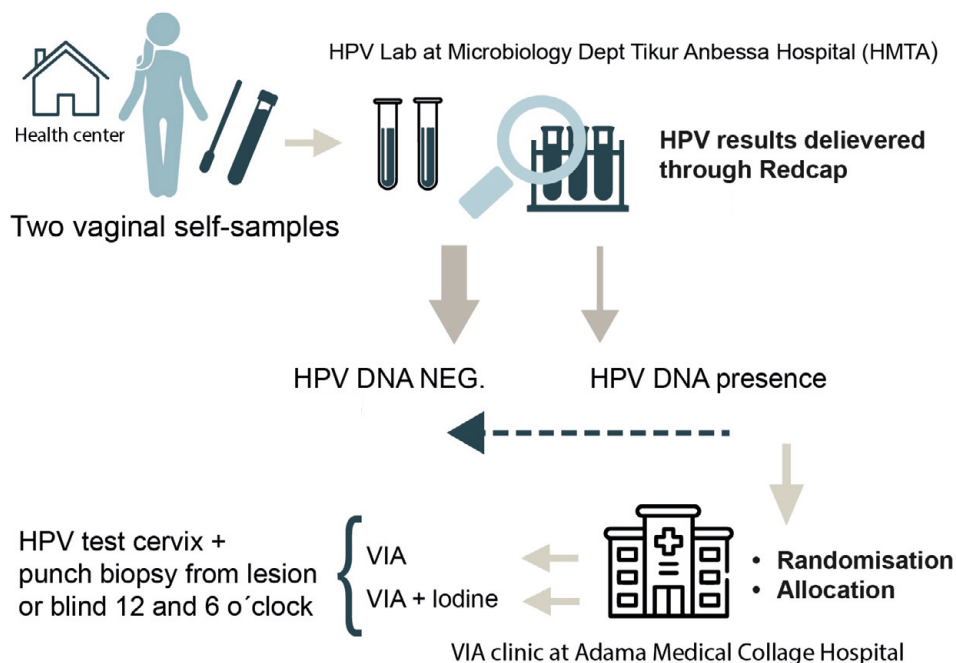 HPV Lab at Microbiology Dept Tikur Anbessa Hospital (HMTA)
Health center
HPV results delievered
through Redcap
Two vaginal self-samples
HPV DNA NEG.
HPV DNA presence
HPV test cervix +
punch biopsy from lesion
or blind 12 and 6 o´clock
VIA
VIA + Iodine
• Randomisation
• Allocation
VIA clinic at Adama Medical Collage Hospital